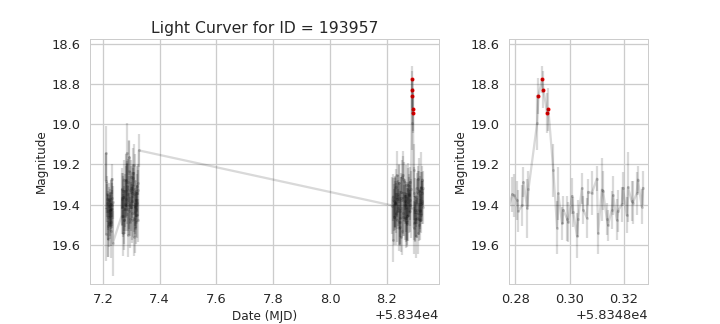 Light Curver for ID = 193957
18.6
18.8
19.0
19.2
19.4
19.6
Magnitude
7.2 7.4 7.6 7.8 8.0 8.2
Date (MJD) +5.834e4
18.6
18.8
19.0
19.2
19.4
19.6
Magnitude
0.28 0.30 0.32
+5.8348e4